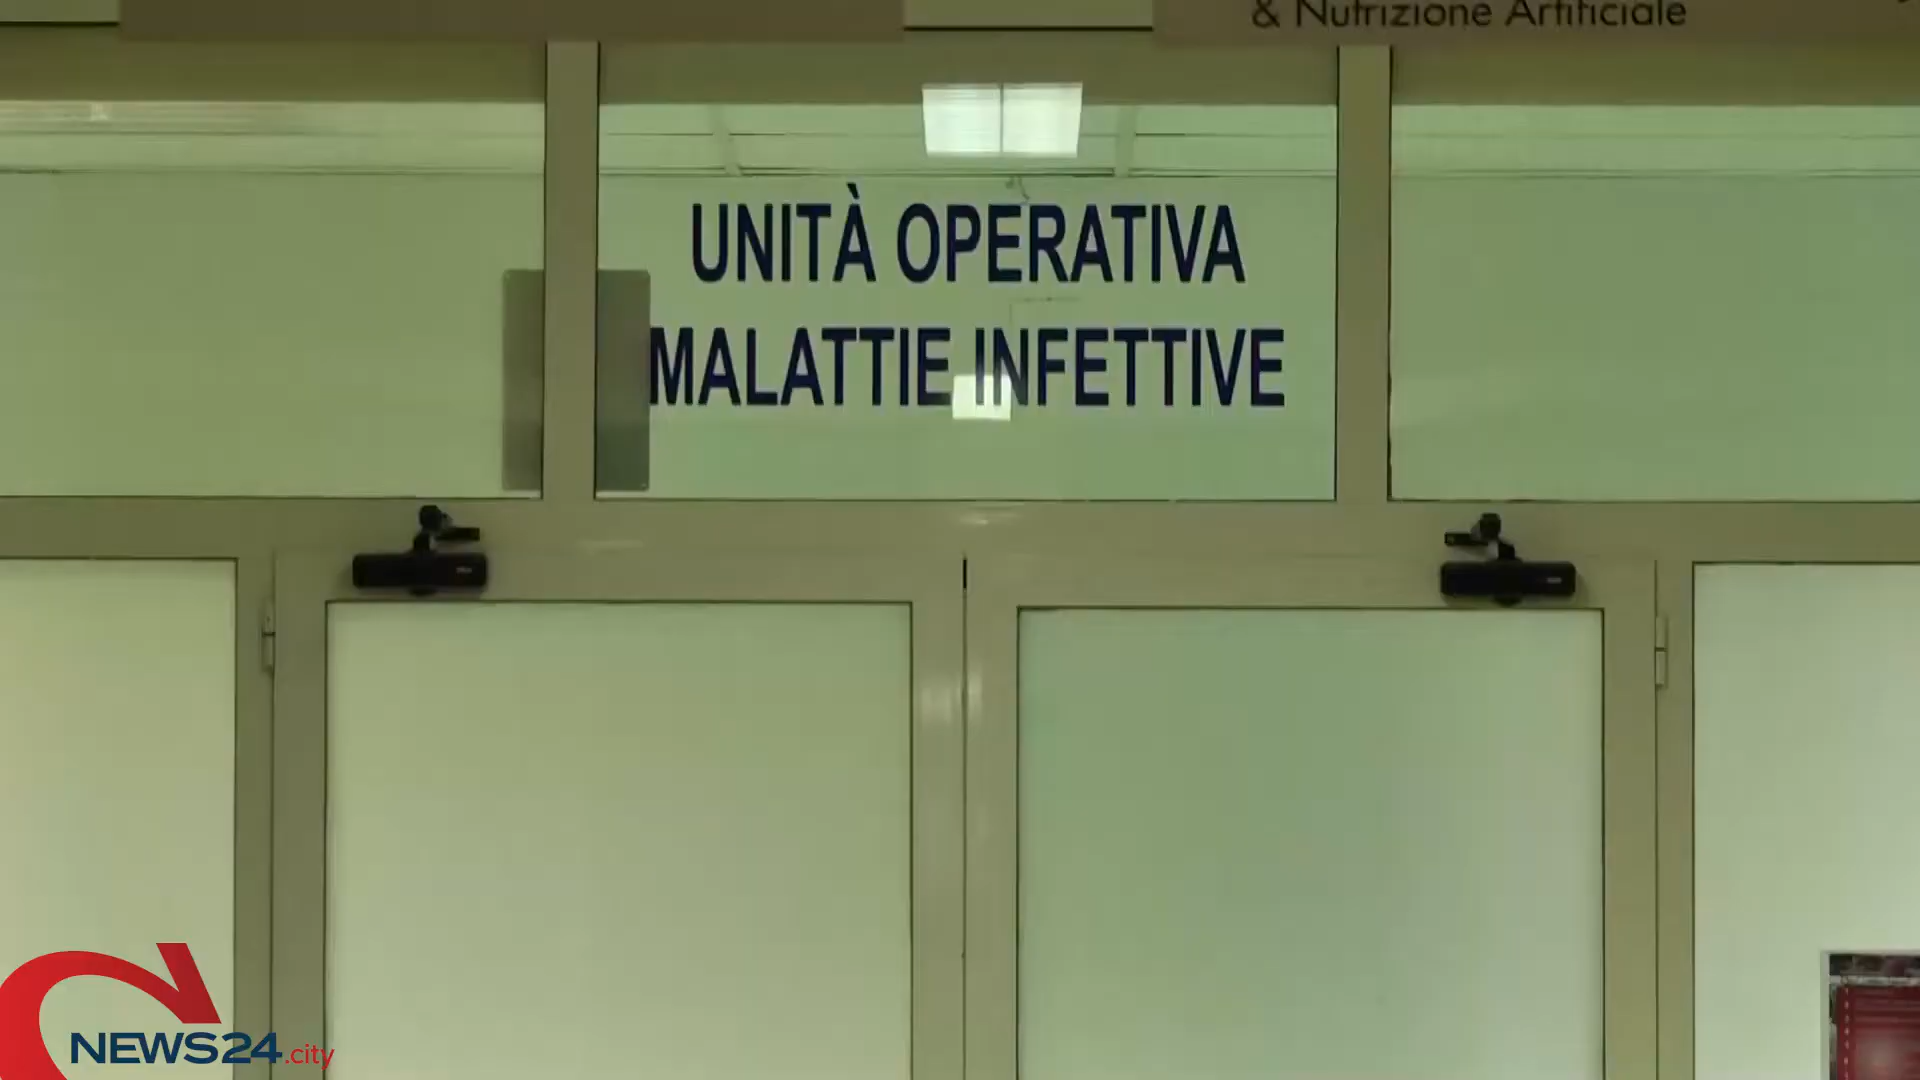 & Nutrizione Artificiale
UNITÀ OPERATIVA
MALATTIE INFETTIVE
NEWS24.city